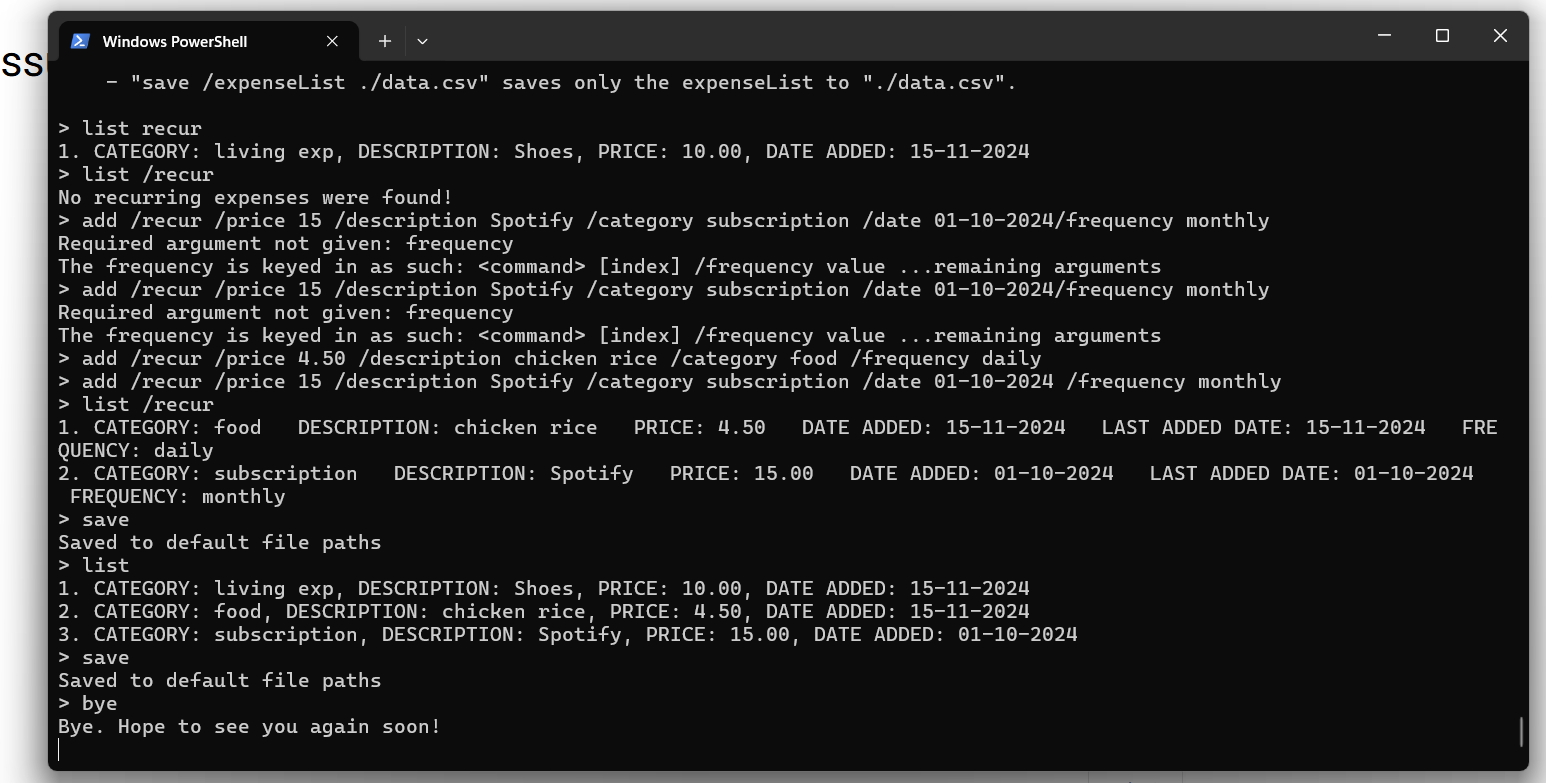 ss
Windows PowerShell
- "save /expenseList ./data.csv" saves only the expenseList to "./data.csv".
> list recur
1. CATEGORY: living exp, DESCRIPTION: Shoes, PRICE: 10.00, DATE ADDED: 15-11-2024
> list /recur
No recurring expenses were found!
> add /recur /price 15 /description Spotify /category subscription /date 01-10-2024/frequency monthly
Required argument not given: frequency
The frequency is keyed in as such: <command> [index] /frequency value ...remaining arguments
> add /recur /price 15 /description Spotify /category subscription /date 01-10-2024/frequency monthly
Required argument not given: frequency
The frequency is keyed in as such: <command> [index] /frequency value ...remaining arguments
> add /recur /price 4.50 /description chicken rice /category food /frequency daily
> add /recur /price 15 /description Spotify /category subscription /date 01-10-2024 /frequency monthly
> list /recur
1. CATEGORY: food   DESCRIPTION: chicken rice   PRICE: 4.50   DATE ADDED: 15-11-2024   LAST ADDED DATE: 15-11-2024   FRE
QUENCY: daily
2. CATEGORY: subscription   DESCRIPTION: Spotify   PRICE: 15.00   DATE ADDED: 01-10-2024   LAST ADDED DATE: 01-10-2024
FREQUENCY: monthly
> save
Saved to default file paths
> list
1. CATEGORY: living exp, DESCRIPTION: Shoes, PRICE: 10.00, DATE ADDED: 15-11-2024
2. CATEGORY: food, DESCRIPTION: chicken rice, PRICE: 4.50, DATE ADDED: 15-11-2024
3. CATEGORY: subscription, DESCRIPTION: Spotify, PRICE: 15.00, DATE ADDED: 01-10-2024
> save
Saved to default file paths
> bye
Bye. Hope to see you again soon!